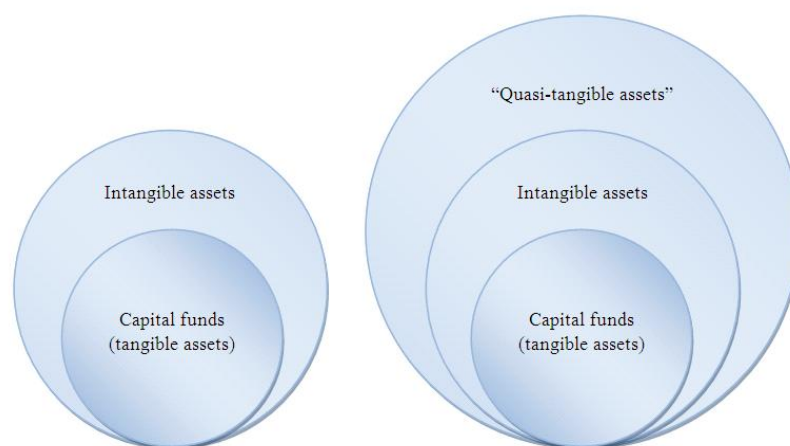 Intangible assets
Capital funds
(tangible assets)
“Quasi-tangible assets”
Intangible assets
Capital funds
(tangible assets)